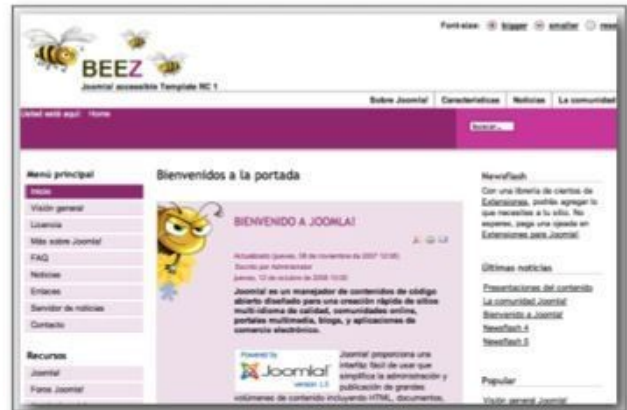 Font-size: bigger smaller
BEEZ
Joomla! accessible Template RC 1
Sobre Joomla! Características Noticias La comunidad
Usted está aquí: Home
buscar...
Menú principal
Inicio
Visión general
Licencia
Más sobre Joomla!
FAQ
Noticias
Enlaces
Servidor de noticias
Contacto
Recursos
Joomla!
Foros Joomla!
Bienvenidos a la portada
BIENVENIDO A JOOMLA!
Actualizado (jueves, 08 de noviembre de 2007
Escrito por Administrador
jueves, 12 de octubre de 2006 10:00
Joomla! es un manejador de contenidos de código
abierto diseñado para una creación rápida de sitios
multi-idioma de calidad, comunidades online,
portales multimedia, blogs, y aplicaciones de
comercio electrónico.
Powered by
Joomla!
version 1.5
Joomla! proporciona una
interfaz fácil de usar que
simplifica la administración y
publicación de grandes
volúmenes de contenido incluyendo HTML, documentos,
Newsflash
Con una librería de cientos de
Extensiones, podrás agregar lo
que necesites a tu sitio. No
esperes, pega una ojeada en
Extensiones para Joomla!
Últimas noticias
Presentaciones del contenido
La comunidad Joomla!
Bienvenido a Joomla!
Newsflash 4
Newsflash 5
Popular
Visión general Joomla!